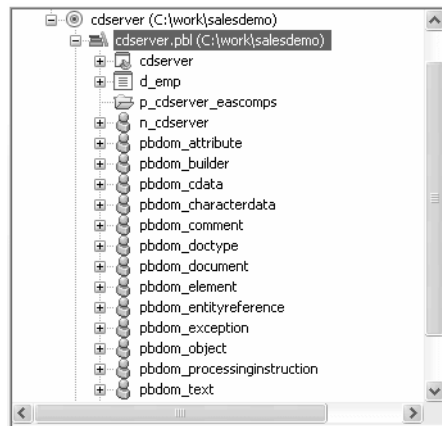 cdserver (C:\work\salesdemo)
cdserver.pbl (C:\work\salesdemo)
cdserver
d_emp
p_cdserver_eascomps
n_cdserver
pbdom_attribute
pbdom_builder
pbdom_cdata
pbdom_characterdata
pbdom_comment
pbdom_doctype
pbdom_document
pbdom_element
pbdom_entityreference
pbdom_exception
pbdom_object
pbdom_processinginstruction
pbdom_text